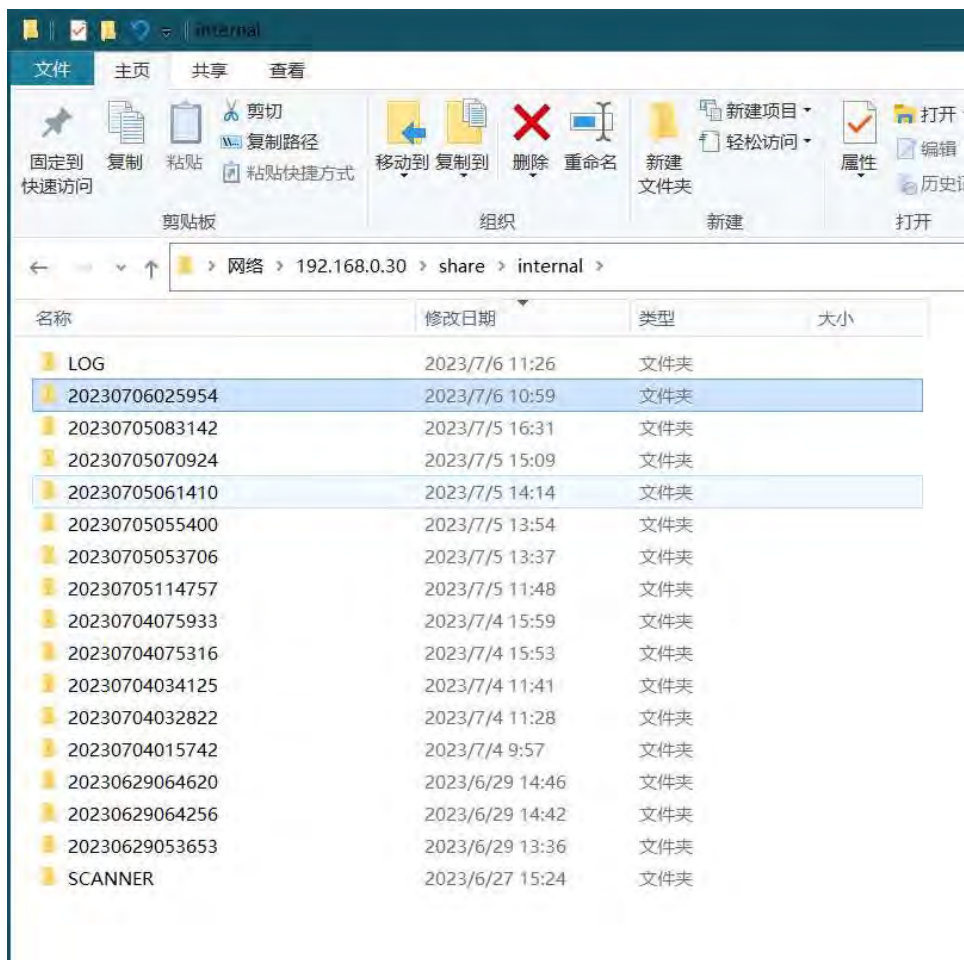 internal
文件 主页 共享 查看
固定到快速访问 复制 粘贴 剪切 复制路径 粘贴快捷方式 移动到 复制到 删除 重命名 新建文件夹 新建项目 轻松访问 属性 打开 编辑
剪贴板 组织 新建 打开
网络 > 192.168.0.30 > share > internal >
名称 修改日期 类型 大小
LOG 2023/7/6 11:26 文件夹
20230706025954 2023/7/6 10:59 文件夹
20230705083142 2023/7/5 16:31 文件夹
20230705070924 2023/7/5 15:09 文件夹
20230705061410 2023/7/5 14:14 文件夹
20230705055400 2023/7/5 13:54 文件夹
20230705053706 2023/7/5 13:37 文件夹
20230705114757 2023/7/5 11:48 文件夹
20230704075933 2023/7/4 15:59 文件夹
20230704075316 2023/7/4 15:53 文件夹
20230704034125 2023/7/4 11:41 文件夹
20230704032822 2023/7/4 11:28 文件夹
20230704015742 2023/7/4 9:57 文件夹
20230629064620 2023/6/29 14:46 文件夹
20230629064256 2023/6/29 14:42 文件夹
20230629053653 2023/6/29 13:36 文件夹
SCANNER 2023/6/27 15:24 文件夹